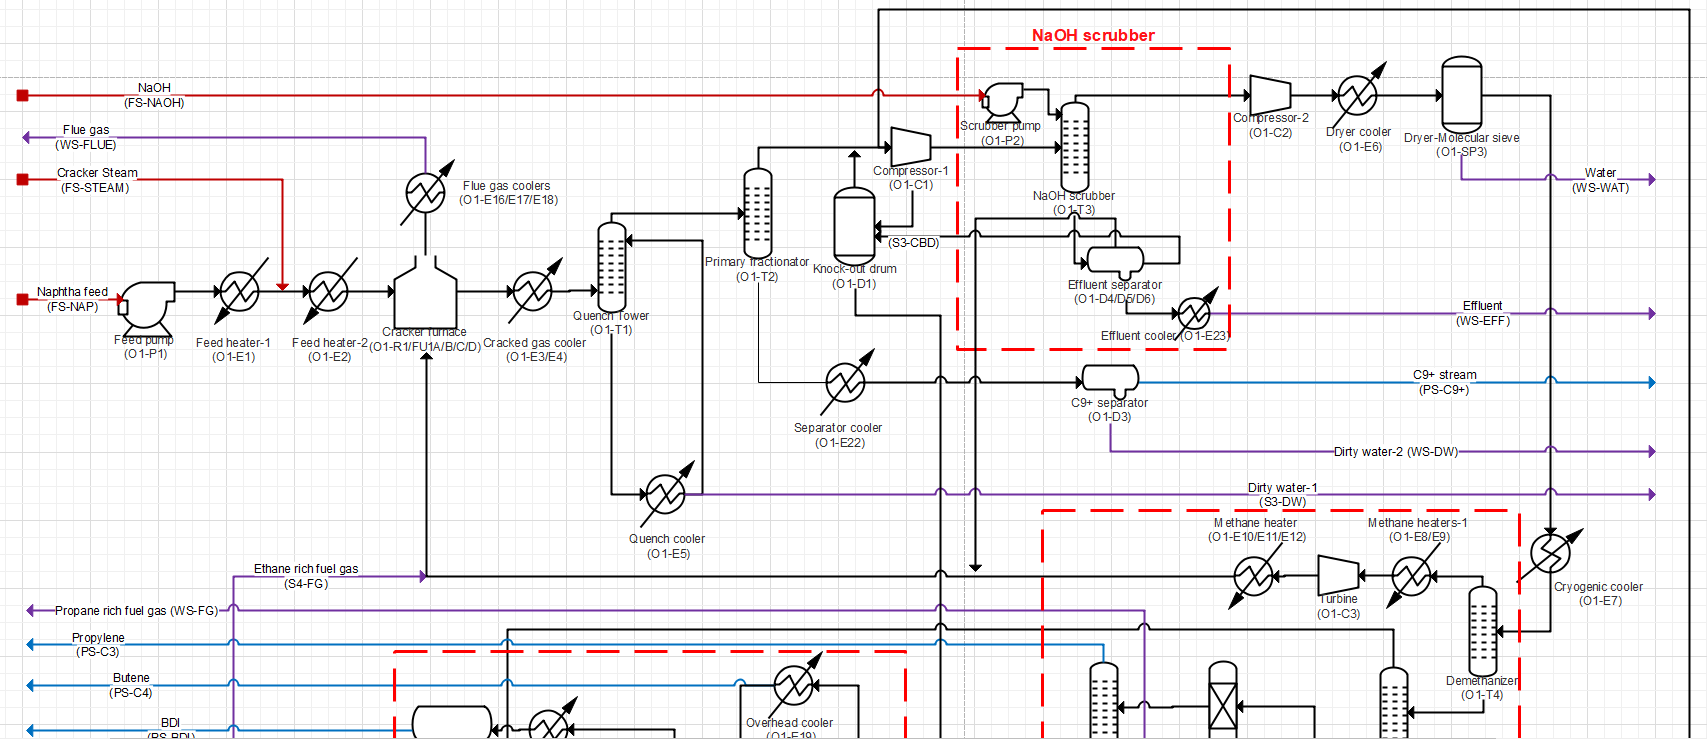 NaOH scrubber
NaOH
(FS-NAOH)
Flue gas
(WS-FLUE)
Cracker Steam
(FS-STEAM)
Naphtha feed
(FS-NAP)
Feed pump
(O1-P1)
Feed heater-1
(O1-E1)
Feed heater-2
(O1-E2)
Flue gas coolers
(O1-E16/E17/E18)
Cracker furnace
(O1-R1/FU1A/B/C/D)
Cracked gas cooler
(O1-E3/E4)
Quench Tower
(O1-T1)
Primary fractionator
(O1-T2)
Knock-out drum
(O1-D1)
Compressor-1
(O1-C1)
(S3-CBD)
Scrubber pump
(O1-P2)
NaOH scrubber
(O1-T3)
Effluent separator
(O1-D4/D5/D6)
Effluent cooler (O1-E23)
Compressor-2
(O1-C2)
Dryer cooler
(O1-E6)
Dryer-Molecular sieve
(O1-SP3)
Water
(WS-WAT)
Effluent
(WS-EFF)
C9+ stream
(PS-C9+)
Separator cooler
(O1-E22)
C9+ separator
(O1-D3)
Dirty water-2 (WS-DW)
Dirty water-1
(S3-DW)
Quench cooler
(O1-E5)
Methane heater
(O1-E10/E11/E12)
Methane heaters-1
(O1-E8/E9)
Turbine
(O1-C3)
Cryogenic cooler
(O1-E7)
Demethanizer
(O1-T4)
Ethane rich fuel gas
(S4-FG)
Propane rich fuel gas (WS-FG)
Propylene
(PS-C3)
Butene
(PS-C4)
BDI
(PS-BDI)
Overhead cooler
(O1-E19)